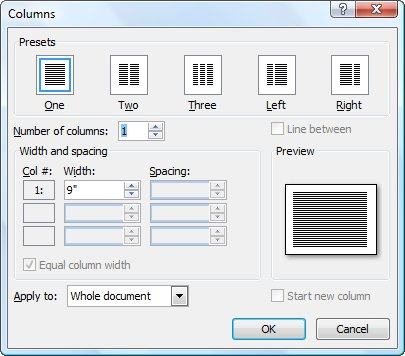 Columns
Presets
One Two Three Left Right
Number of columns: 1 Line between
Width and spacing Preview
Col #: Width: Spacing:
1: 9"
Equal column width
Apply to: Whole document Start new column
OK Cancel